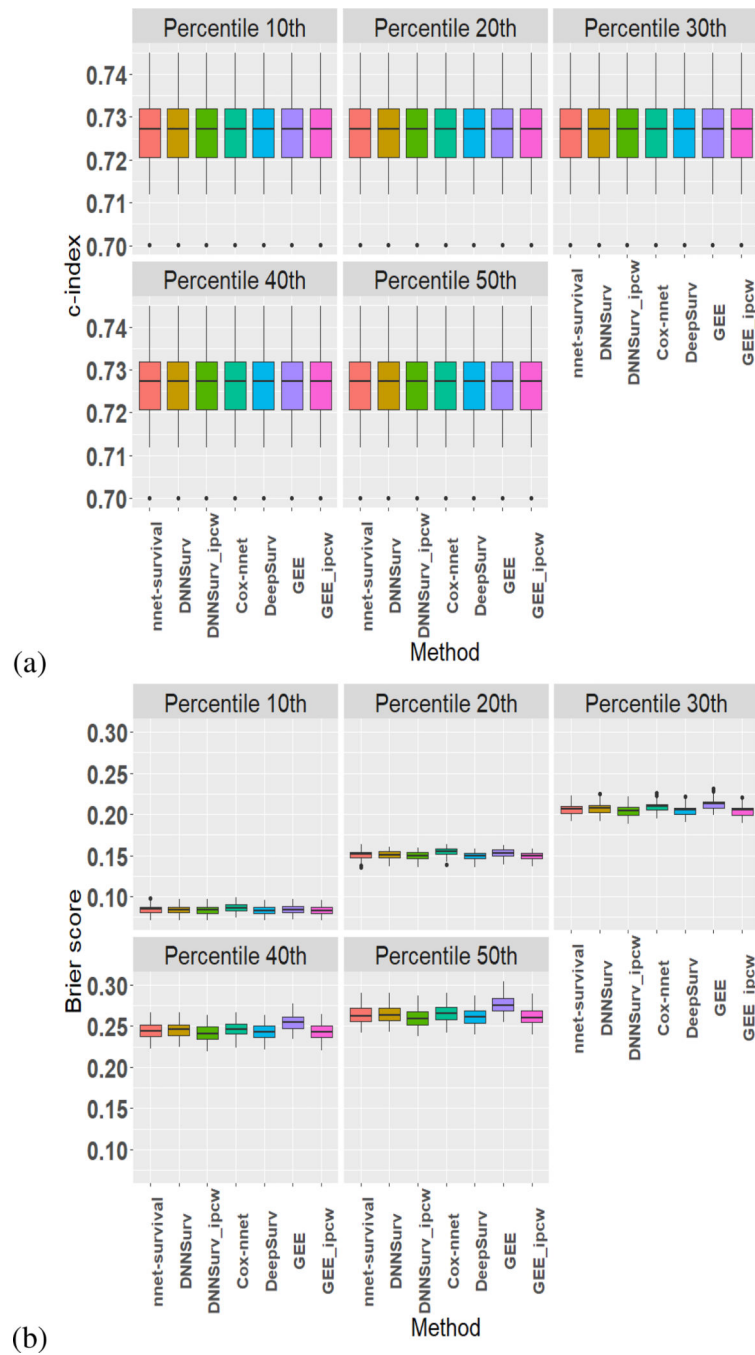 Percentile 10th
Percentile 20th
Percentile 30th
0.74
0.73
0.72
0.71
0.70
Percentile 40th
Percentile 50th
0.74
0.73
0.72
0.71
0.70
c-index
nnet-survival
DNNSurv
DNNSurv_ipcw
Cox-nnet
DeepSurv
GEE
GEE_ipcw
nnet-survival
DNNSurv
DNNSurv_ipcw
Cox-nnet
DeepSurv
GEE
GEE_ipcw
nnet-survival
DNNSurv
DNNSurv_ipcw
Cox-nnet
DeepSurv
GEE
GEE_ipcw
Method
(a)
Percentile 10th
Percentile 20th
Percentile 30th
0.30
0.25
0.20
0.15
0.10
Percentile 40th
Percentile 50th
0.30
0.25
0.20
0.15
0.10
Brier score
nnet-survival
DNNSurv
DNNSurv_ipcw
Cox-nnet
DeepSurv
GEE
GEE_ipcw
nnet-survival
DNNSurv
DNNSurv_ipcw
Cox-nnet
DeepSurv
GEE
GEE_ipcw
nnet-survival
DNNSurv
DNNSurv_ipcw
Cox-nnet
DeepSurv
GEE
GEE_ipcw
Method
(b)